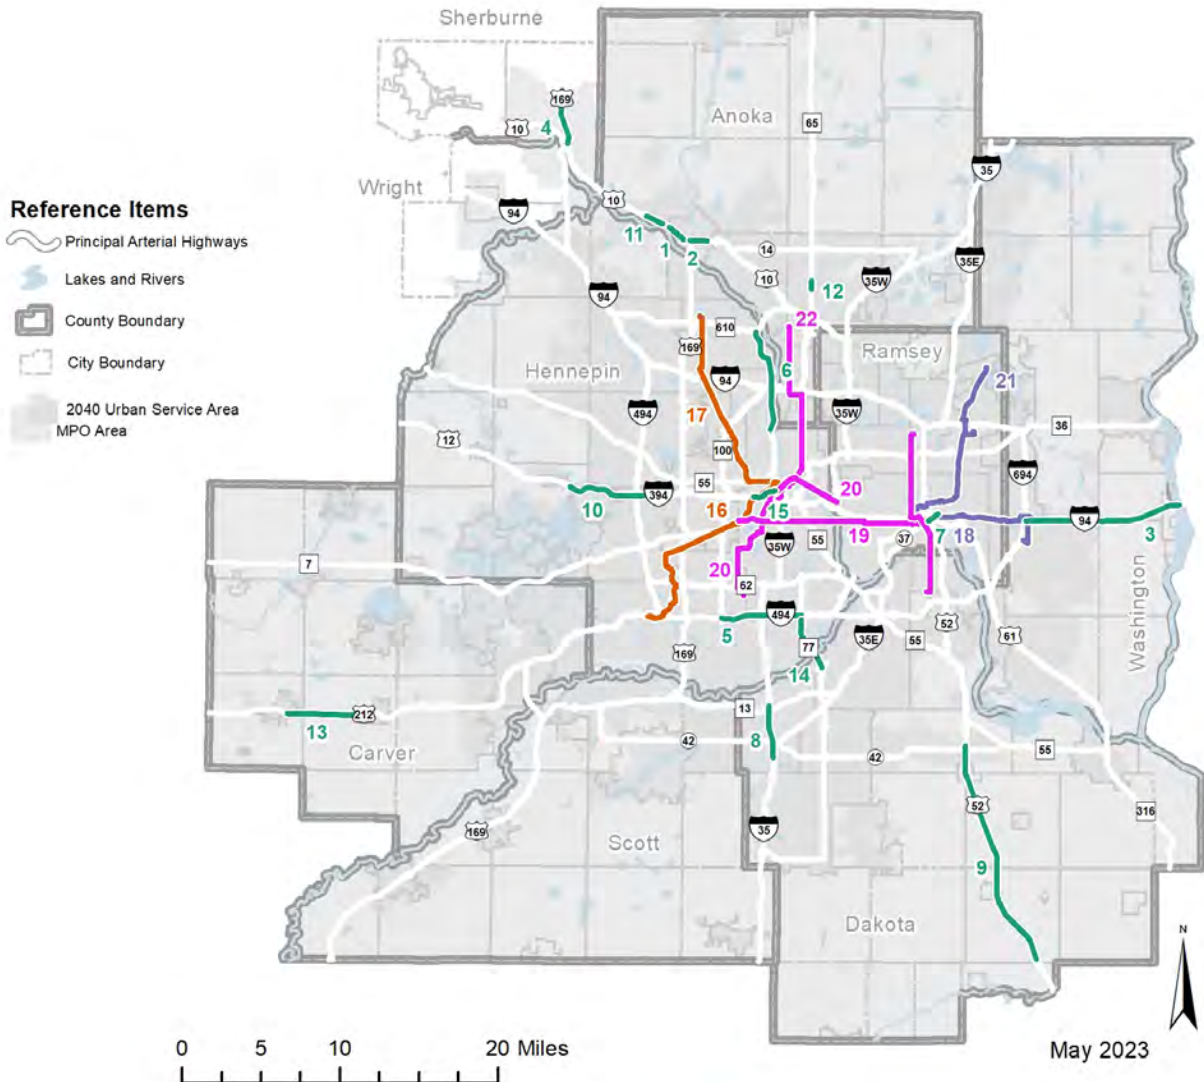 Sherburne
169
10
4
Anoka
65
35
Wright
94
10
Reference Items
Principal Arterial Highways
Lakes and Rivers
County Boundary
City Boundary
2040 Urban Service Area
MPO Area
11
1
2
14
10
35W
35E
94
12
22
610
169
Ramsey
6
Hennepin
94
21
494
17
35W
12
100
36
694
55
394
20
10
16
15
19
7
18
94
3
35W
55
37
7
20
62
494
5
77
35E
55
52
61
Washington
169
14
13
212
13
8
42
42
55
Carver
52
316
169
35
Scott
9
Dakota
N
0 5 10 20 Miles
May 2023